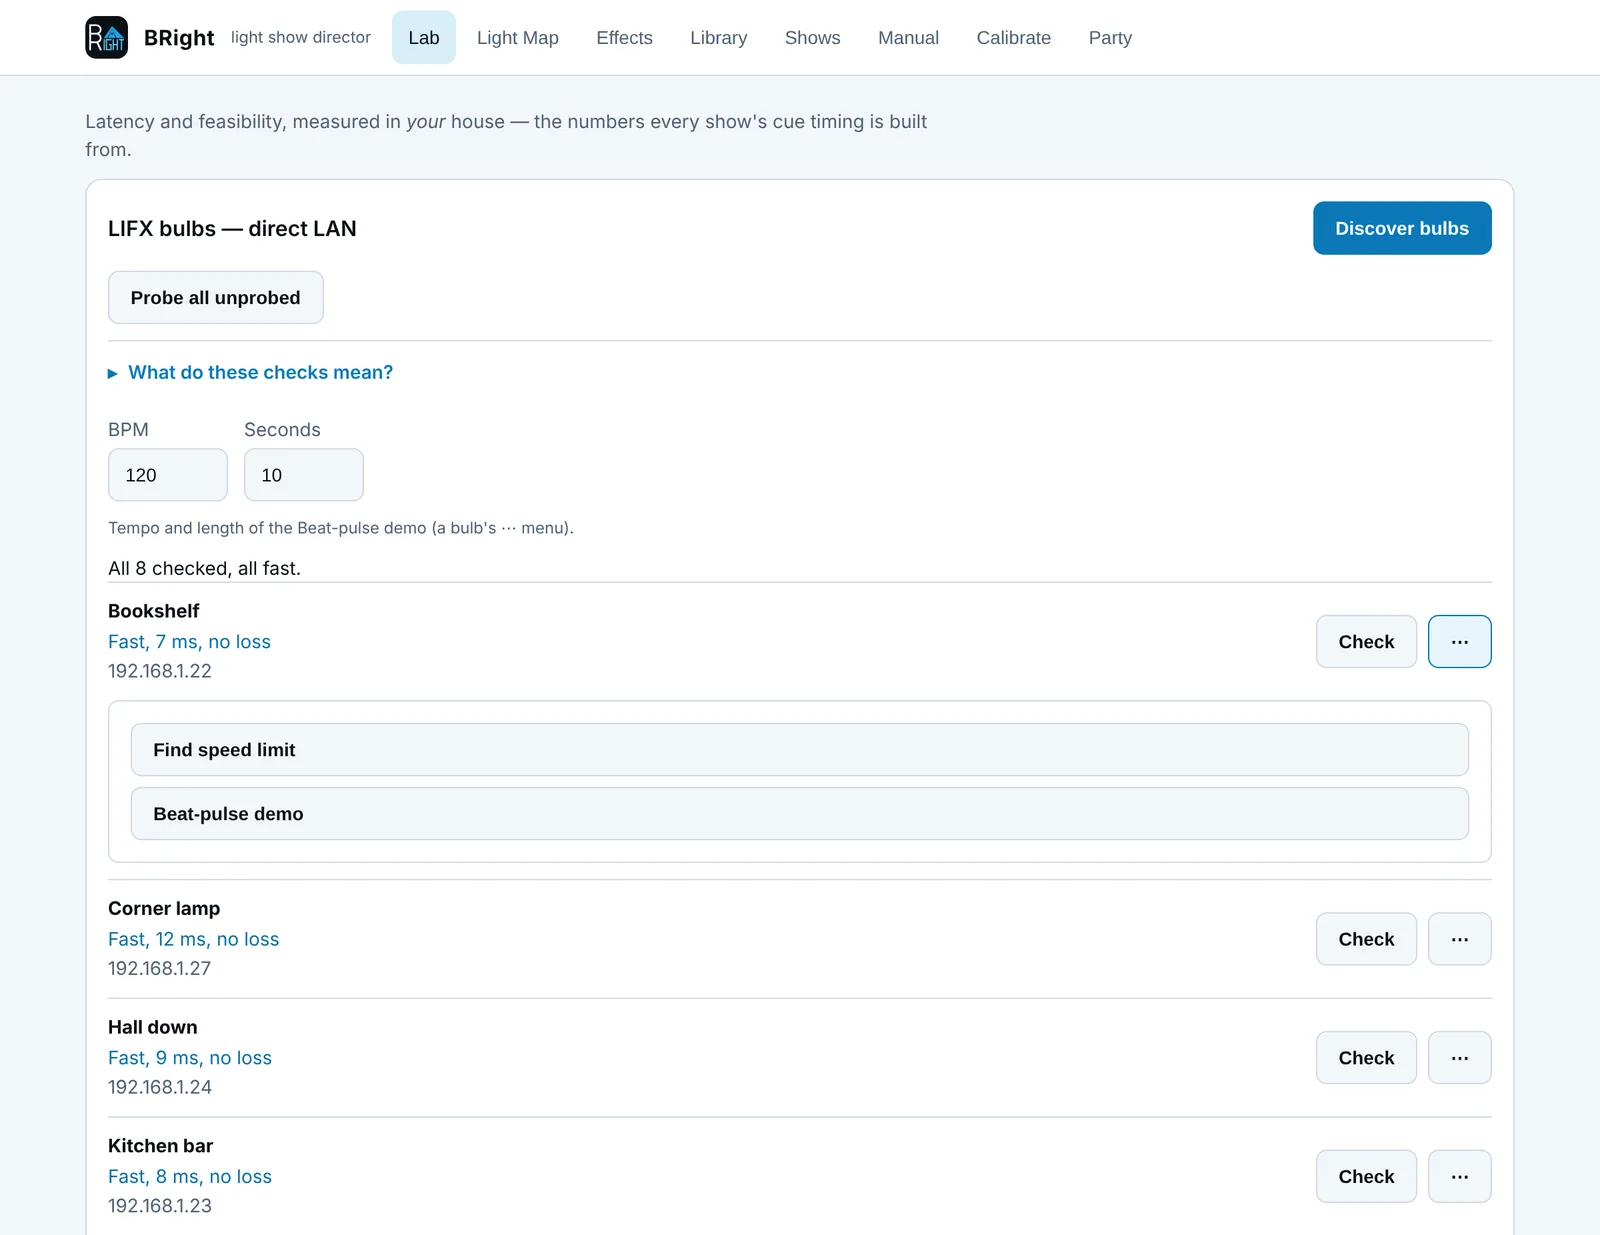 BRight
BRight light show director Lab Light Map Effects Library Shows Manual Calibrate Party
Latency and feasibility, measured in your house — the numbers every show's cue timing is built
from.
LIFX bulbs — direct LAN
Discover bulbs
Probe all unprobed
▶ What do these checks mean?
BPM Seconds
120 10
Tempo and length of the Beat-pulse demo (a bulb's ··· menu).
All 8 checked, all fast.
Bookshelf
Fast, 7 ms, no loss
192.168.1.22
Check ···
Find speed limit
Beat-pulse demo
Corner lamp
Fast, 12 ms, no loss
192.168.1.27
Check ···
Hall down
Fast, 9 ms, no loss
192.168.1.24
Check ···
Kitchen bar
Fast, 8 ms, no loss
192.168.1.23
Check ···